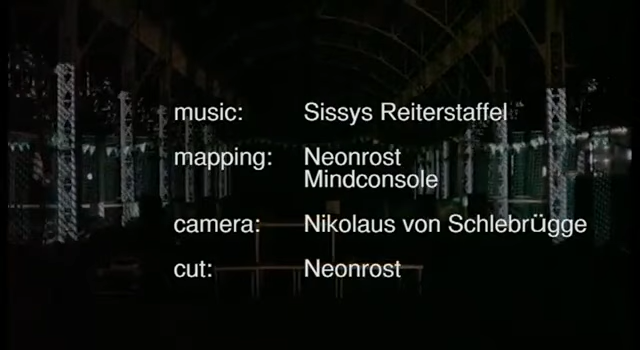 music: Sissys Reiterstaffel
mapping: Neonrost
Mindconsole
camera: Nikolaus von Schlebrügge
cut: Neonrost